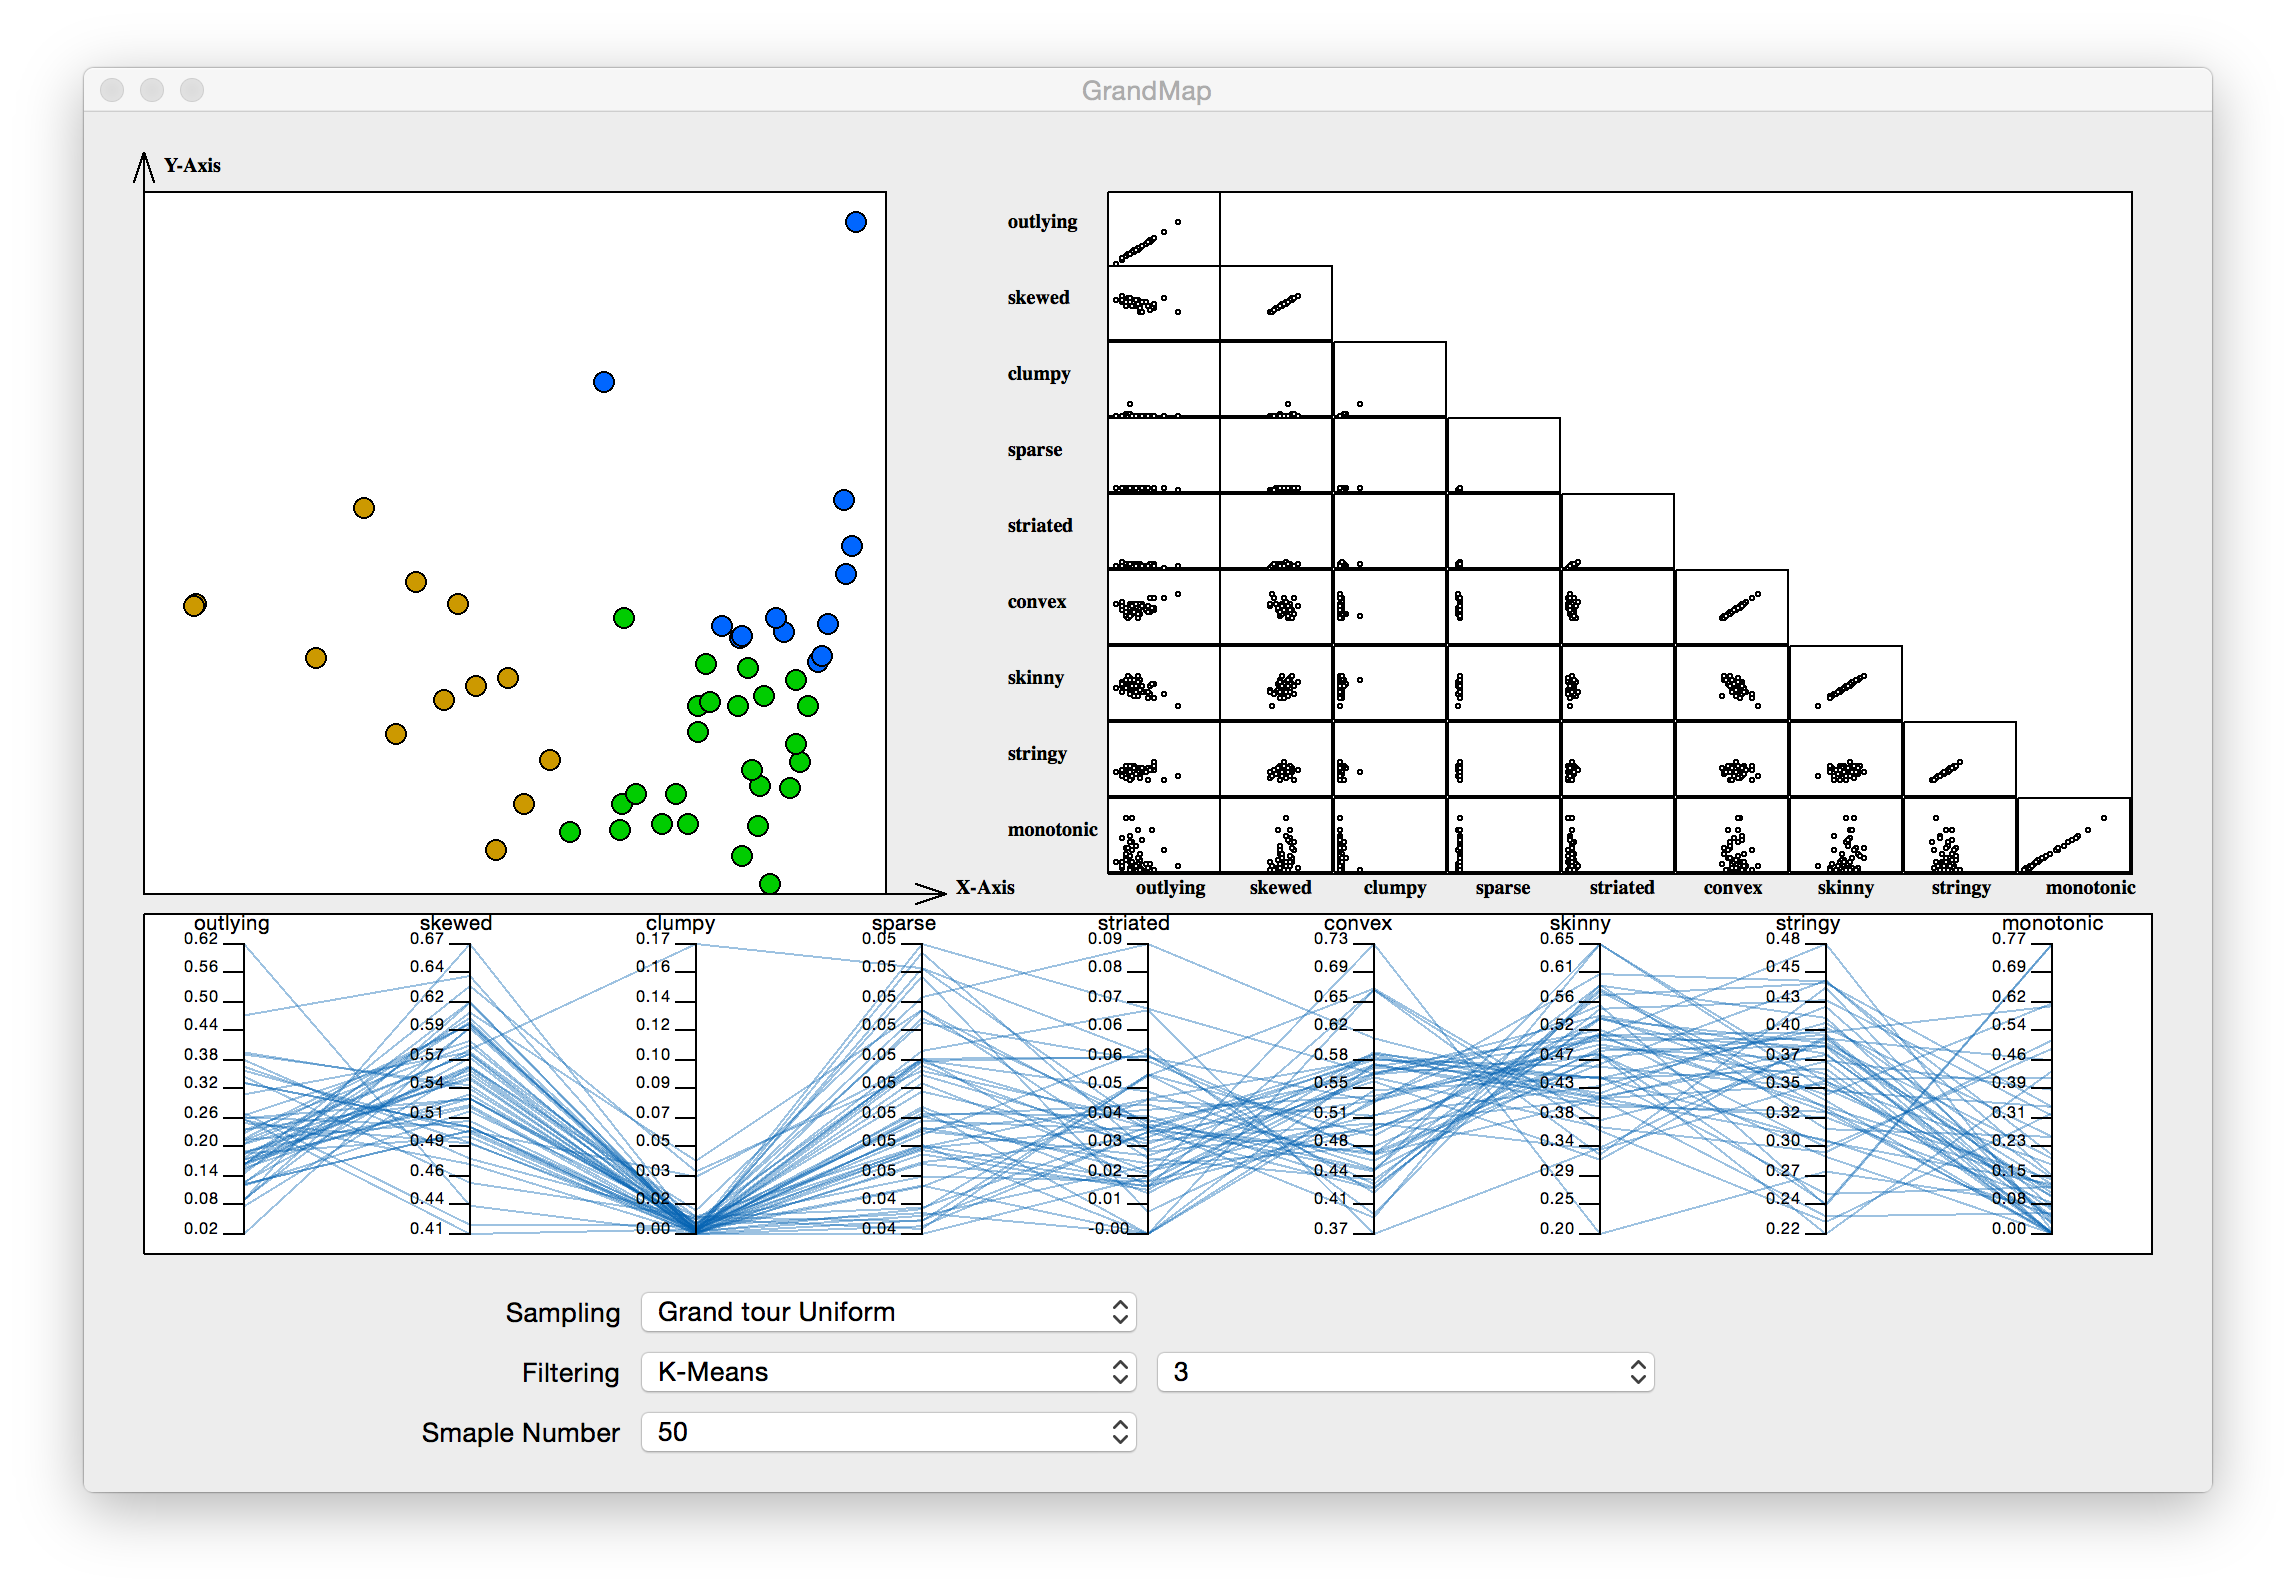 GrandMap
Y-Axis
outlying
skewed
clumpy
sparse
striated
convex
skinny
stringy
monotonic
X-Axis outlying skewed clumpy sparse striated convex skinny stringy monotonic
outlying skewed clumpy sparse striated convex skinny stringy monotonic
0.62 0.67 0.17 0.05 0.09 0.73 0.65 0.48 0.77
0.56 0.64 0.16 0.05 0.08 0.69 0.61 0.45 0.69
0.50 0.62 0.14 0.05 0.07 0.65 0.56 0.43 0.62
0.44 0.59 0.12 0.05 0.06 0.62 0.52 0.40 0.54
0.38 0.57 0.10 0.05 0.06 0.58 0.47 0.37 0.46
0.32 0.54 0.09 0.05 0.05 0.55 0.43 0.35 0.39
0.26 0.51 0.07 0.05 0.04 0.51 0.38 0.32 0.31
0.20 0.49 0.05 0.05 0.03 0.48 0.34 0.30 0.23
0.14 0.46 0.03 0.05 0.02 0.44 0.29 0.27 0.15
0.08 0.44 0.02 0.04 0.01 0.41 0.25 0.24 0.08
0.02 0.41 0.00 0.04 -0.00 0.37 0.20 0.22 0.00
Sampling Grand tour Uniform
Filtering K-Means 3
Smaple Number 50